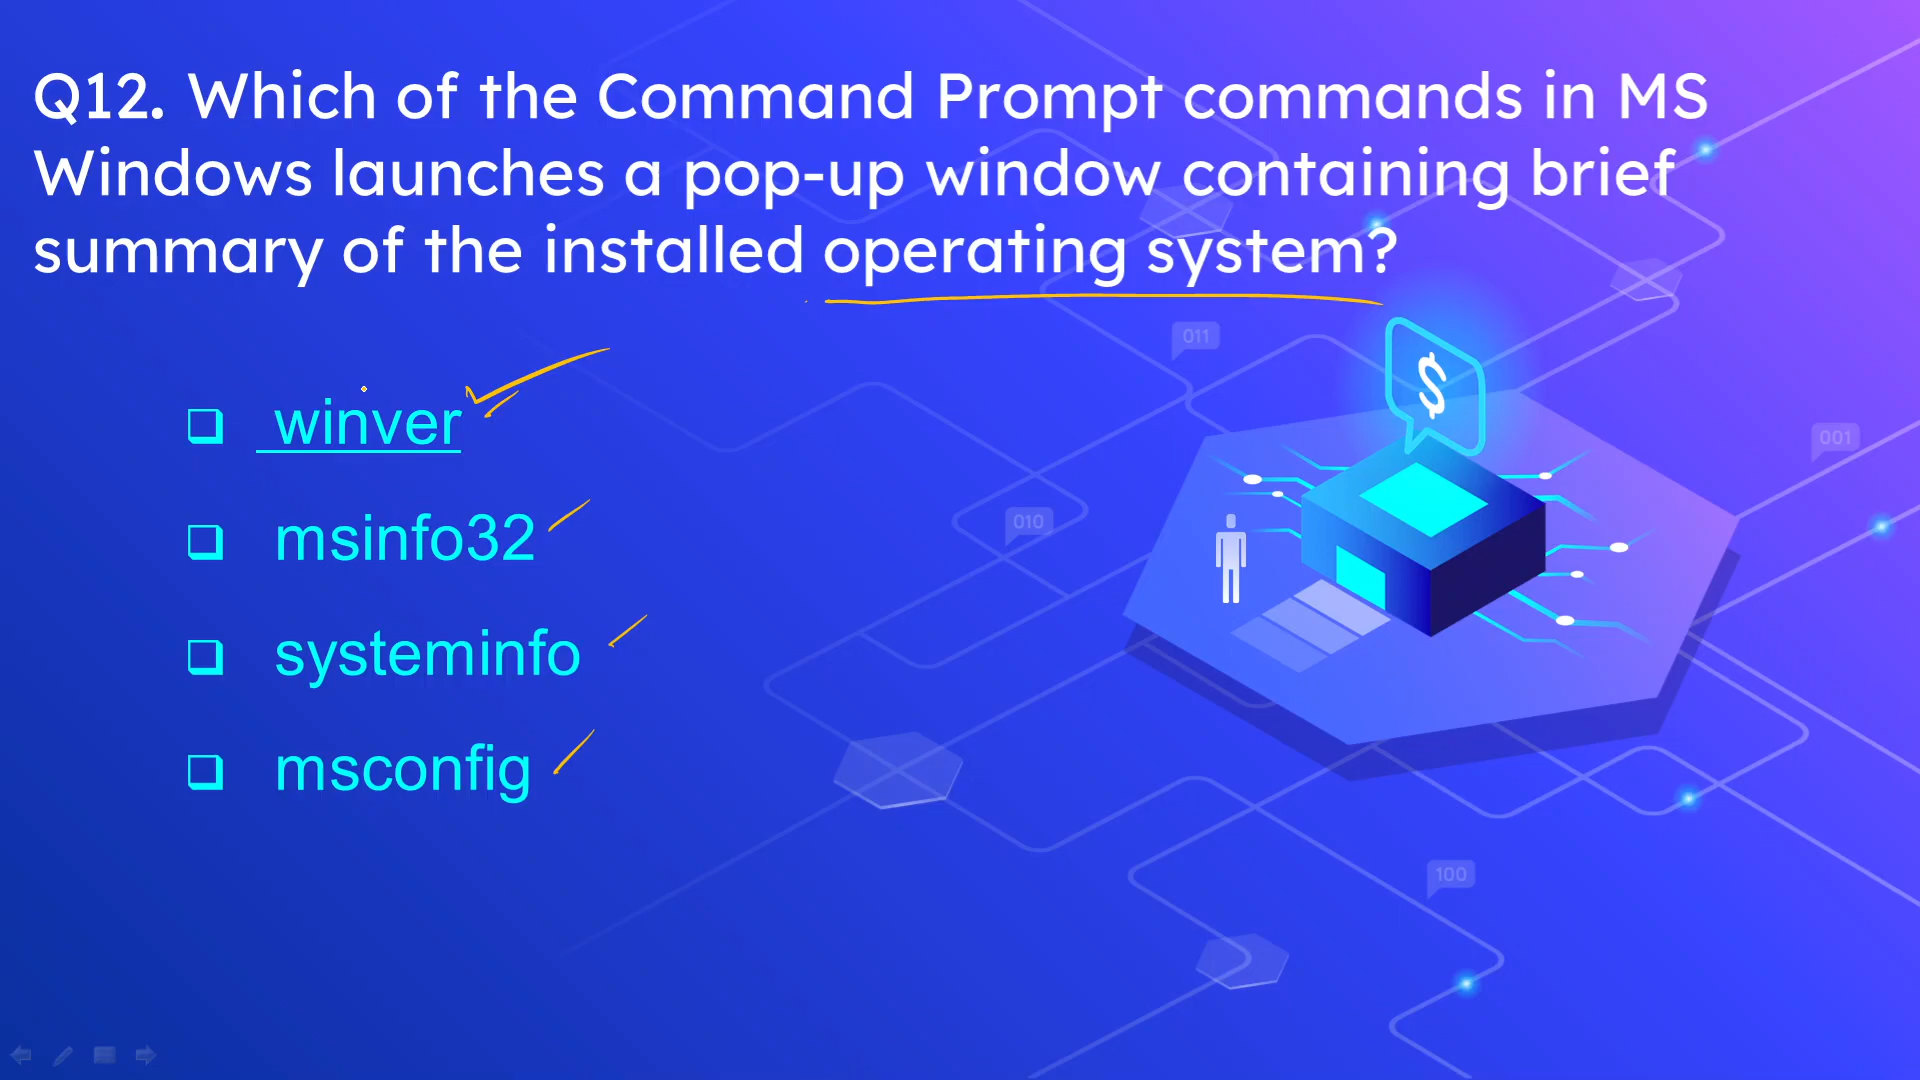 Q12. Which of the Command Prompt commands in MS
Windows launches a pop-up window containing brief
summary of the installed operating system?
winver
msinfo32
systeminfo
msconfig
011
$
001
010
100